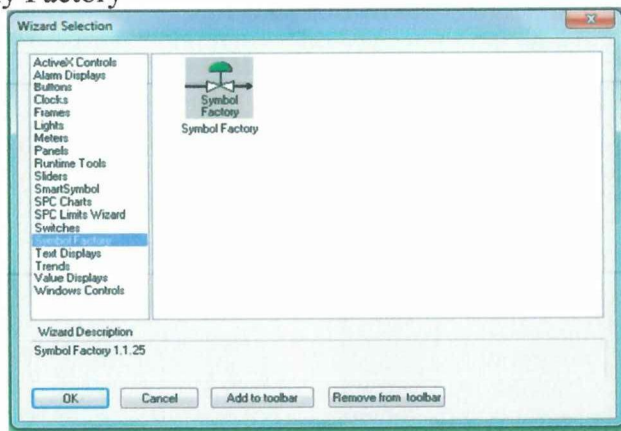 y Factory
Wizard Selection
ActiveX Controls
Alarm Displays
Buttons
Clocks
Frames
Lights
Meters
Panels
Runtime Tools
Sliders
SmartSymbol
SPC Charts
SPC Limits Wizard
Switches
Symbol Factory
Text Displays
Trends
Value Displays
Windows Controls
Symbol
Factory
Symbol Factory
Wizard Description
Symbol Factory 1.1.25
OK
Cancel
Add to toolbar
Remove from toolbar